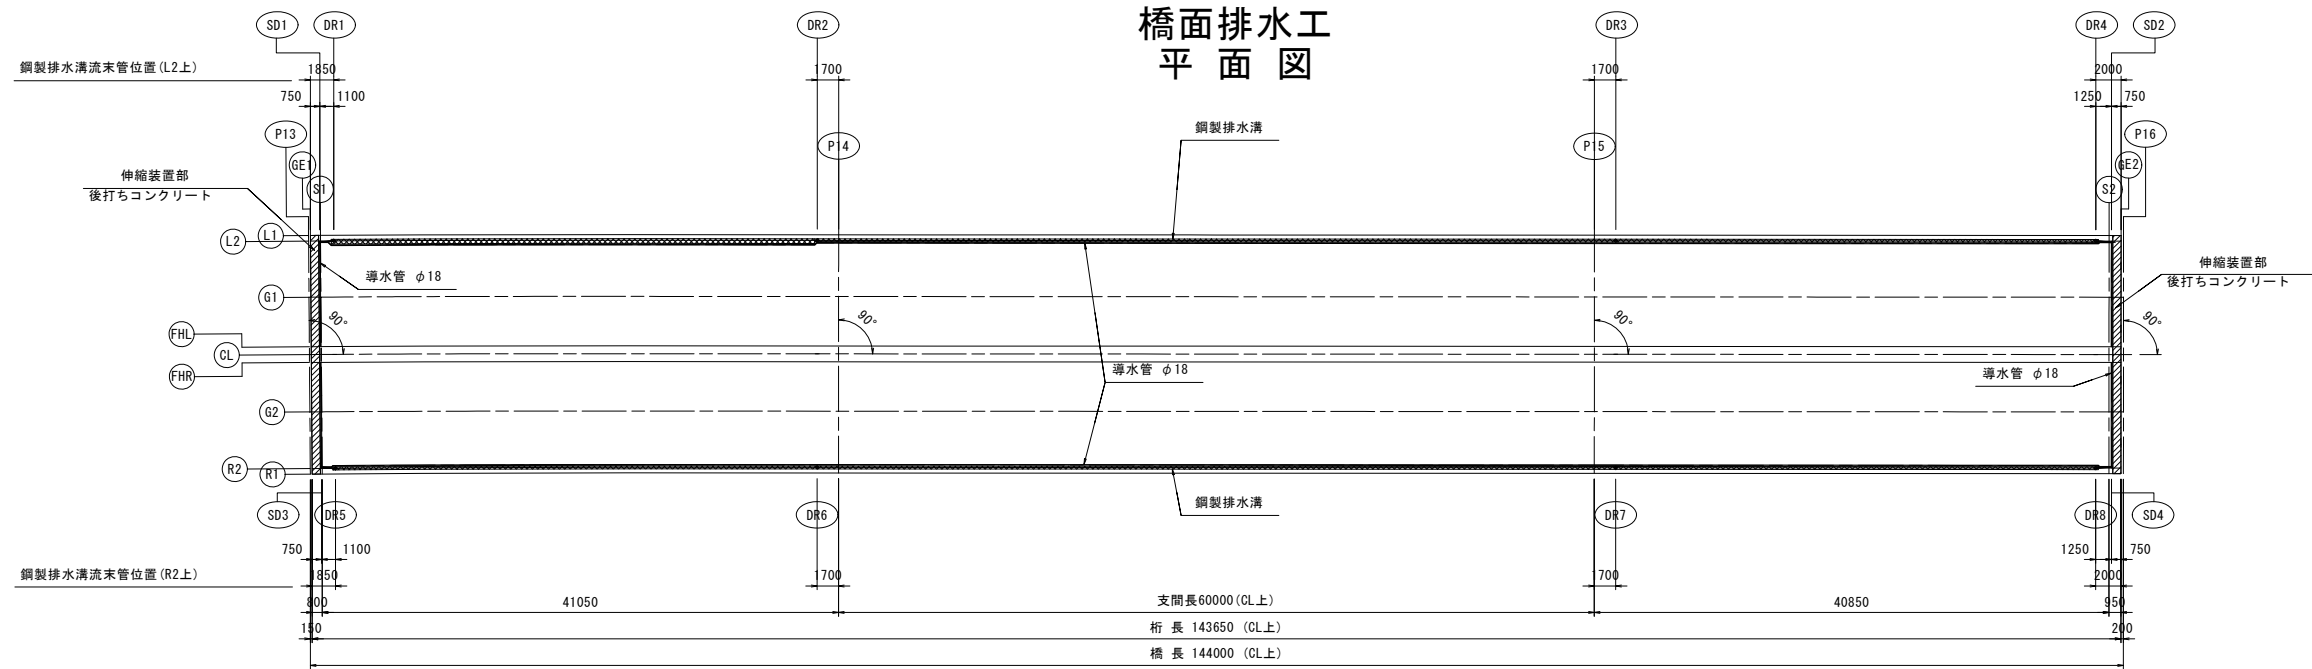 橋面排水工
平 面 図
SD1
DR1
DR2
DR3
DR4
SD2
鋼製排水溝流末管位置(L2上)
1850
1700
1700
2000
750
1100
1250
750
P13
P14
P15
P16
鋼製排水溝
GE1
GE2
S1
S2
伸縮装置部
後打ちコンクリート
L1
L2
導水管 φ18
伸縮装置部
後打ちコンクリート
G1
90°
90°
90°
90°
FHL
CL
FHR
導水管 φ18
導水管 φ18
G2
R2
R1
鋼製排水溝
SD3
DR5
DR6
DR7
DR8
SD4
750
1100
1250
750
鋼製排水溝流末管位置(R2上)
1850
1700
1700
2000
800
41050
支間長60000(CL上)
40850
950
150
桁 長 143650 (CL上)
200
橋 長 144000 (CL上)